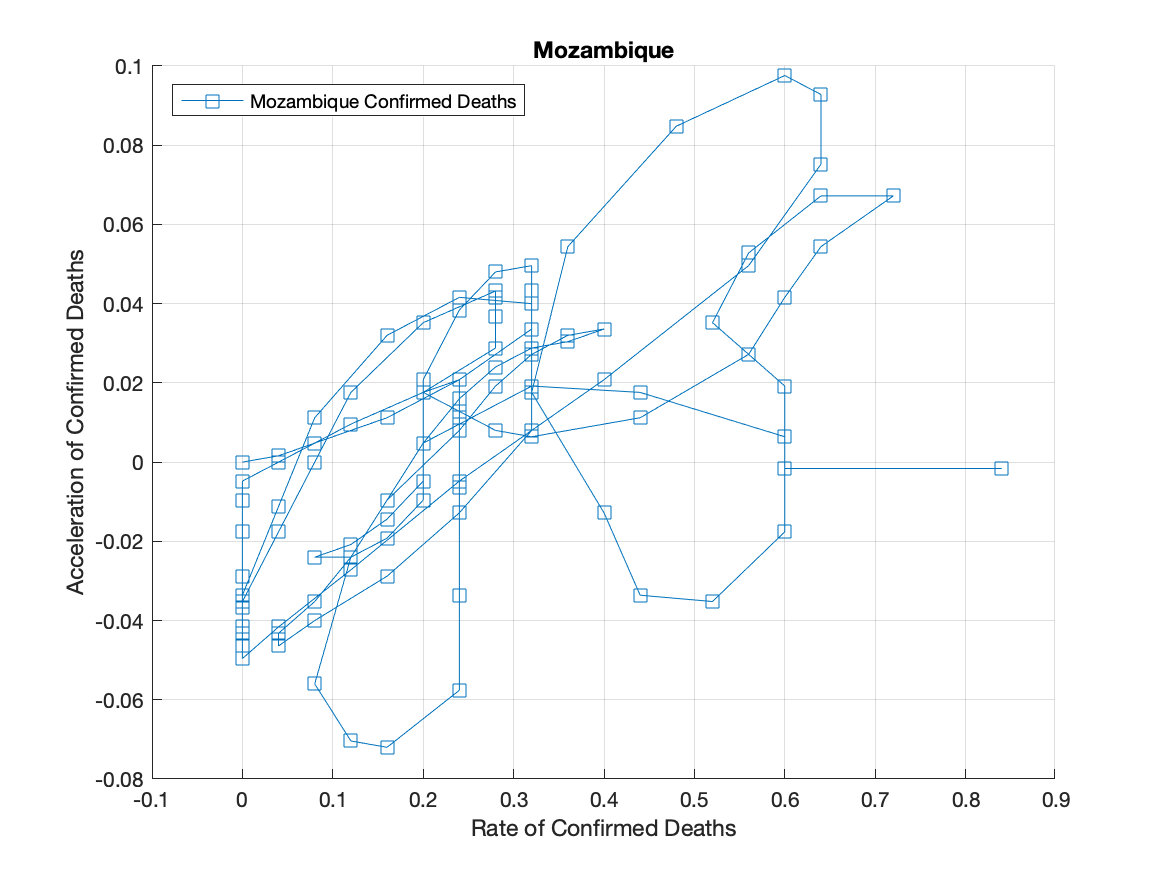 Mozambique
Mozambique Confirmed Deaths
0.1
0.08
0.06
0.04
0.02
0
-0.02
-0.04
-0.06
-0.08
Acceleration of Confirmed Deaths
-0.1 0 0.1 0.2 0.3 0.4 0.5 0.6 0.7 0.8 0.9
Rate of Confirmed Deaths